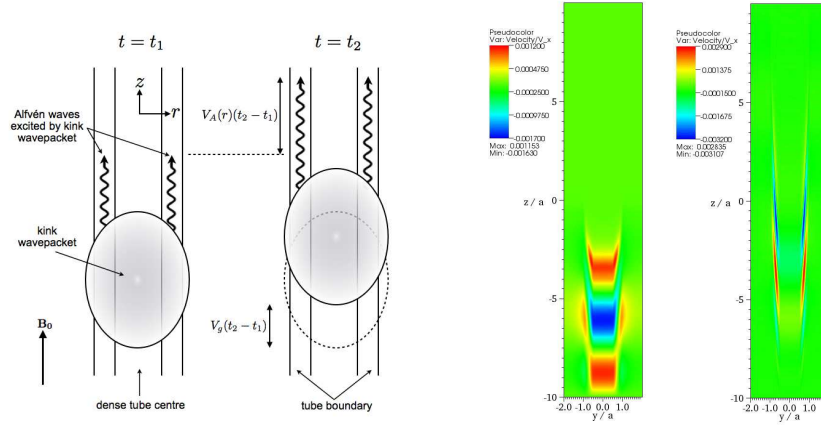 t = t₁
t = t₂
z
r
Alfvén waves
excited by kink
wavepacket
V_A(r)(t₂ − t₁)
kink
wavepacket
B₀
V_g(t₂ − t₁)
dense tube centre
tube boundary
Pseudocolor
Var: Velocity/V_x
0.001200
0.0004750
-0.0002500
-0.0009750
-0.001700
Max: 0.001153
Min: -0.001630
z / a
5
0
-5
-10
-2.0 -1.0 0.0 1.0
y / a
Pseudocolor
Var: Velocity/V_x
0.002900
0.001375
-0.0001500
-0.001675
-0.003200
Max: 0.002835
Min: -0.003107
z / a
5
0
-5
-10
-2.0 -1.0 0.0 1.0
y / a